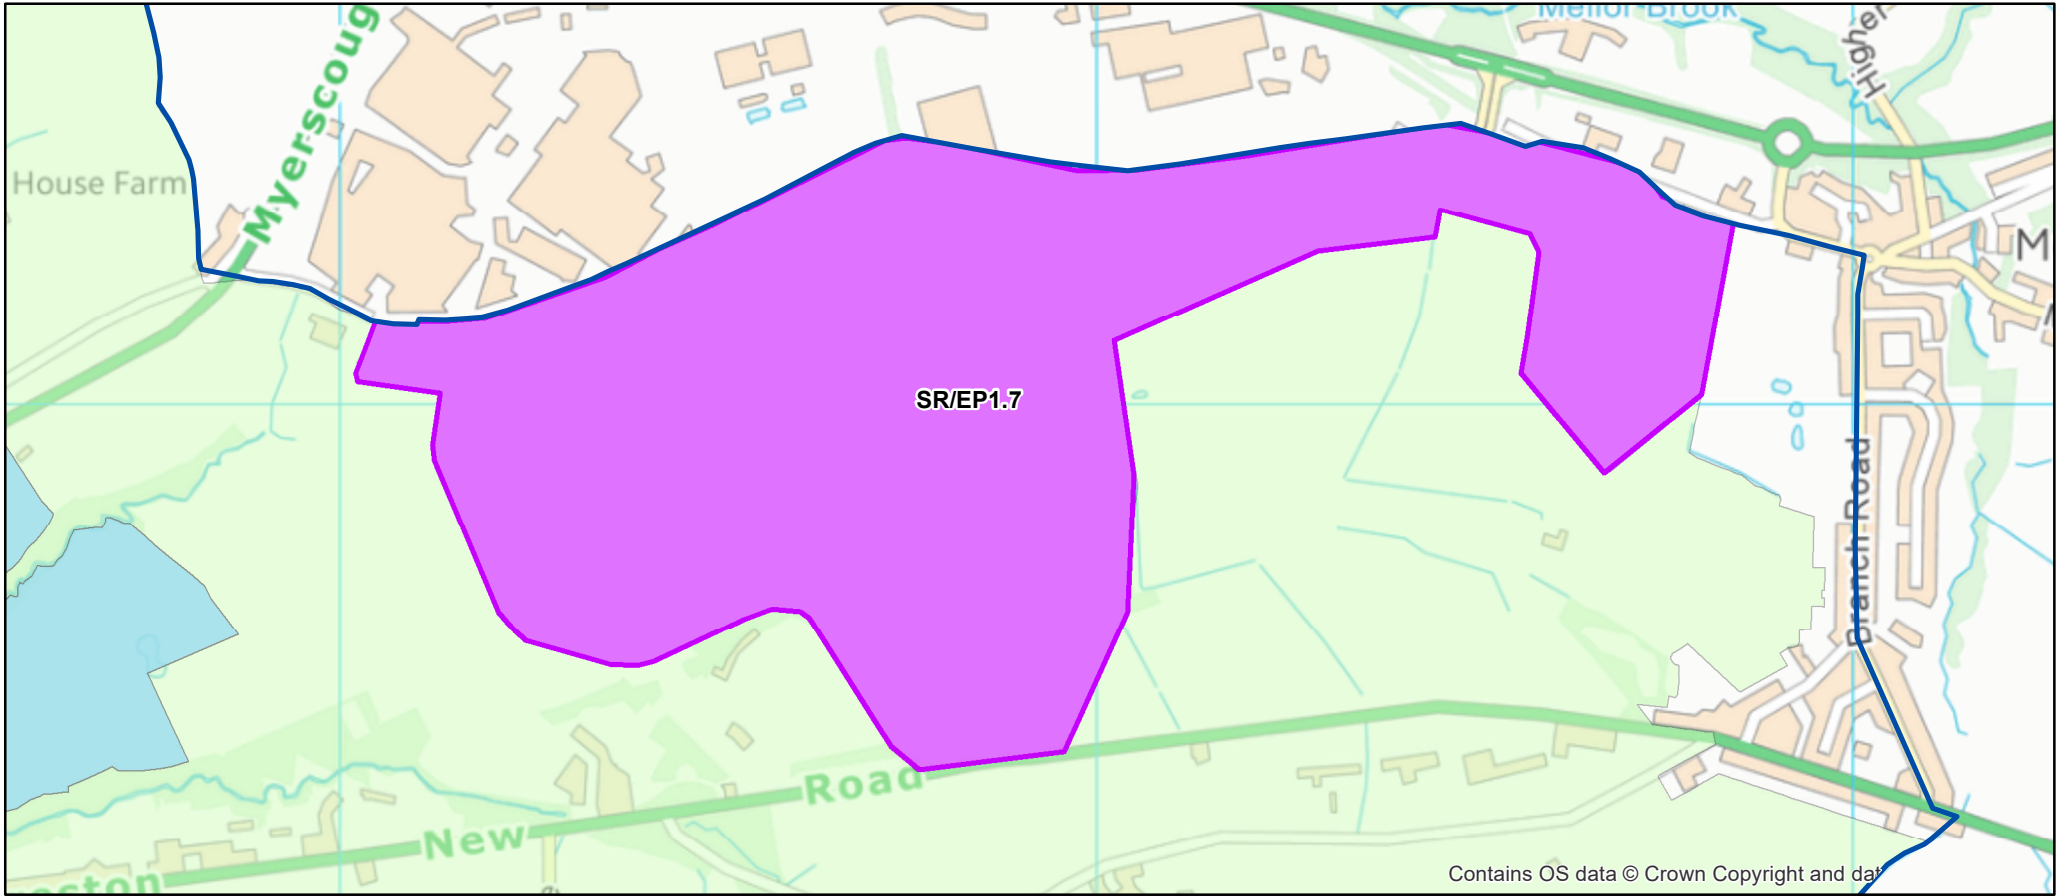 Mellor Brook
Higher
Myerscoug
House Farm
M
SR/EP1.7
Branch Road
Road
New
eston
Contains OS data © Crown Copyright and dat